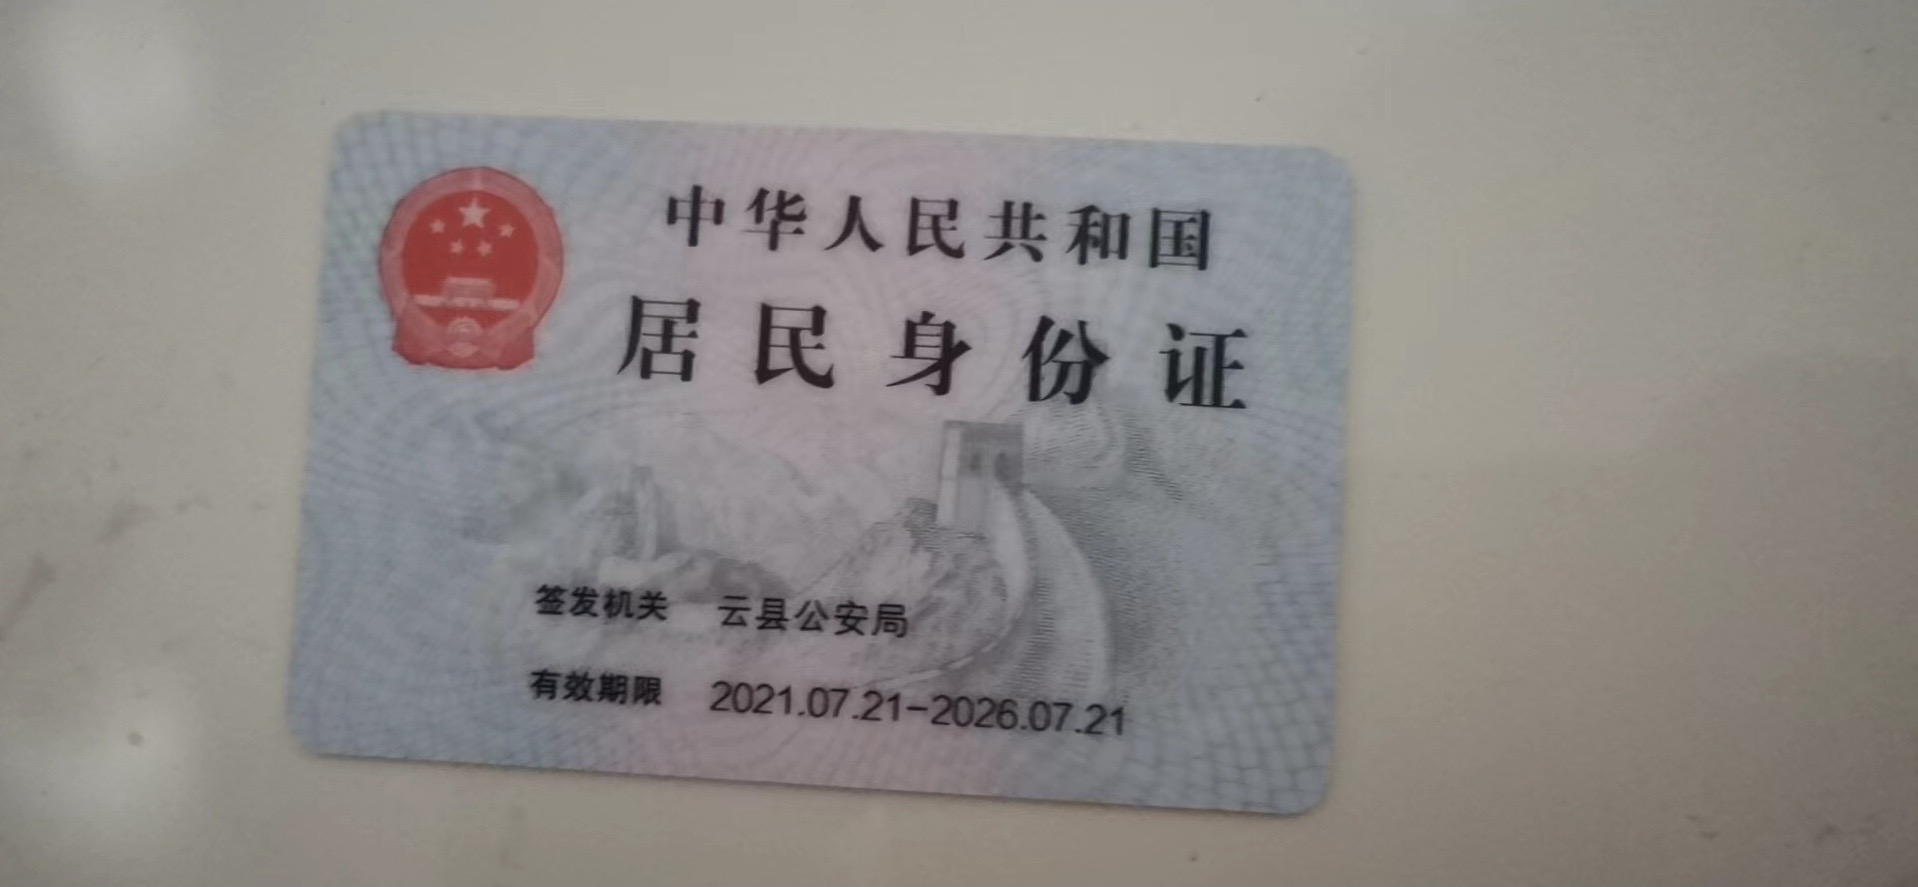 中华人民共和国
居民身份证
签发机关 云县公安局
有效期限 2021.07.21-2026.07.21